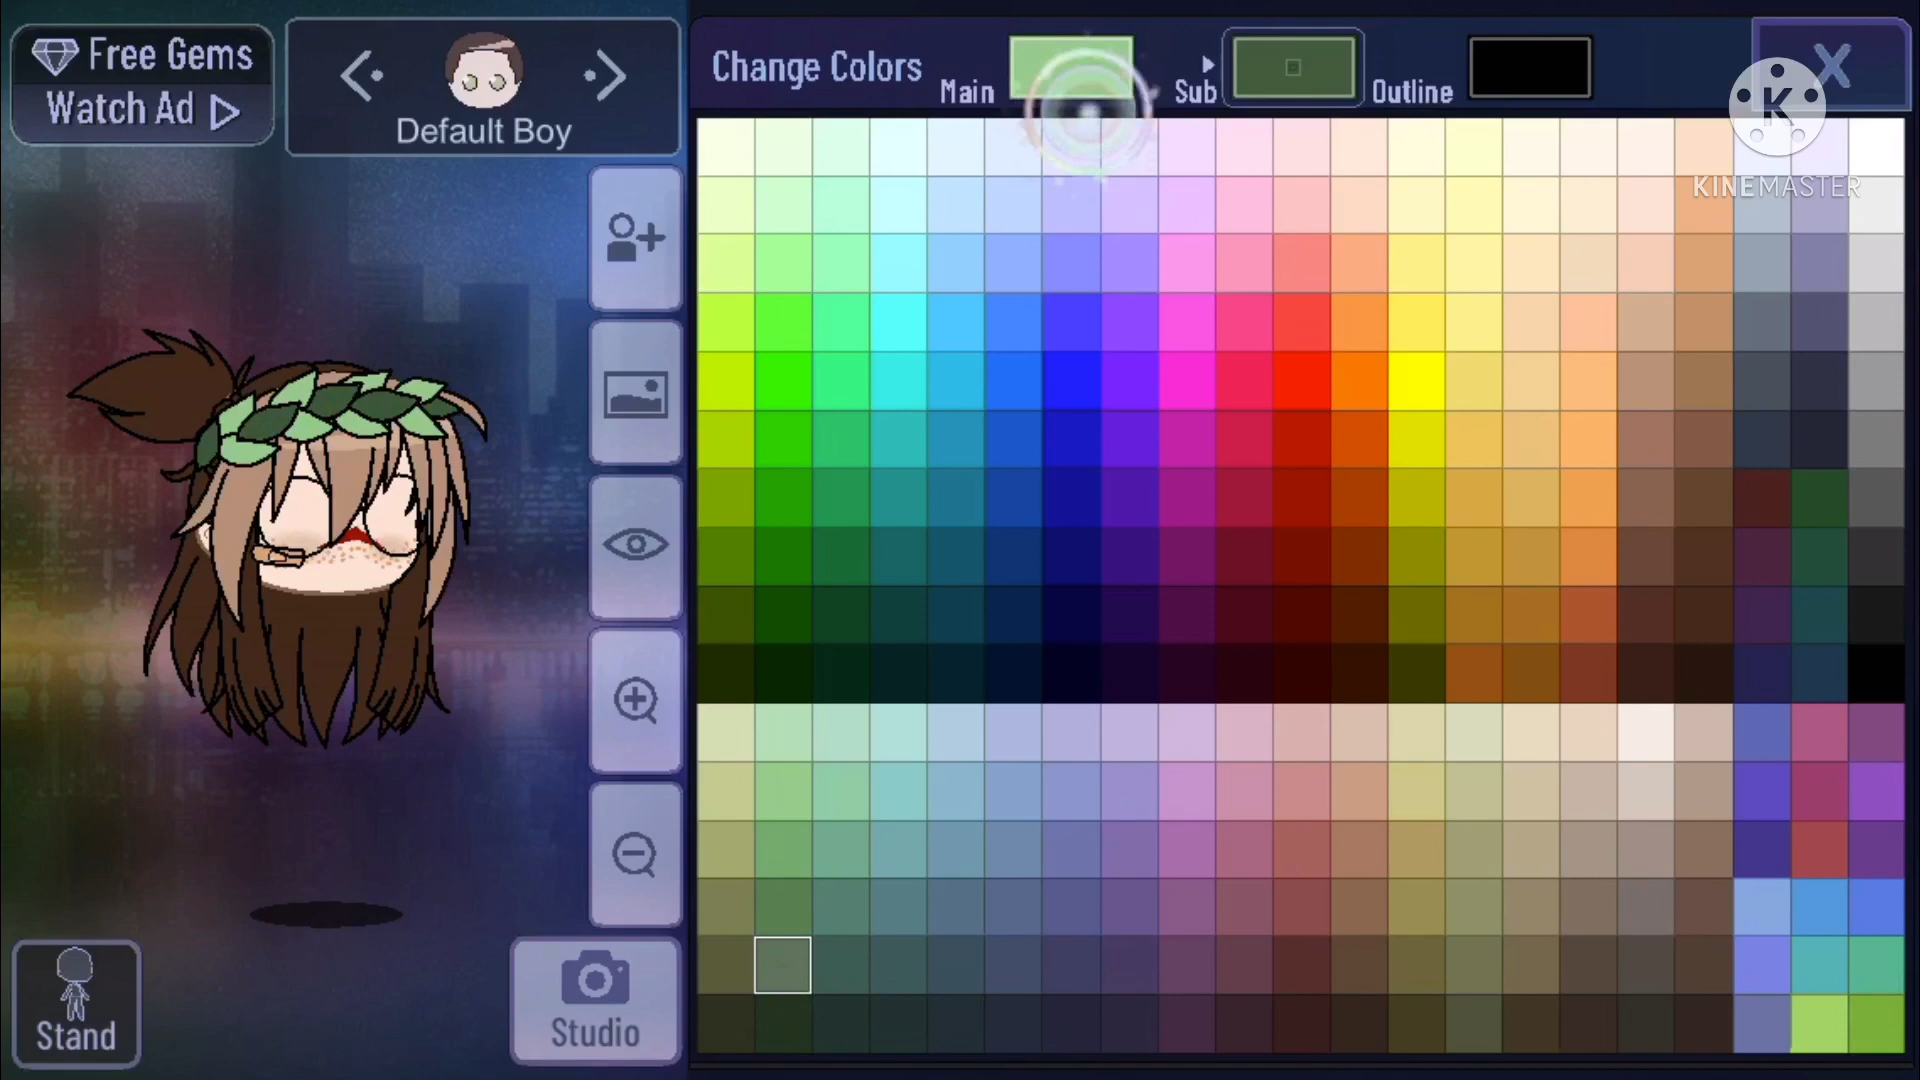 Free Gems
Watch Ad
Default Boy
Change Colors
Main
Sub
Outline
X
K
KINEMASTER
Stand
Studio